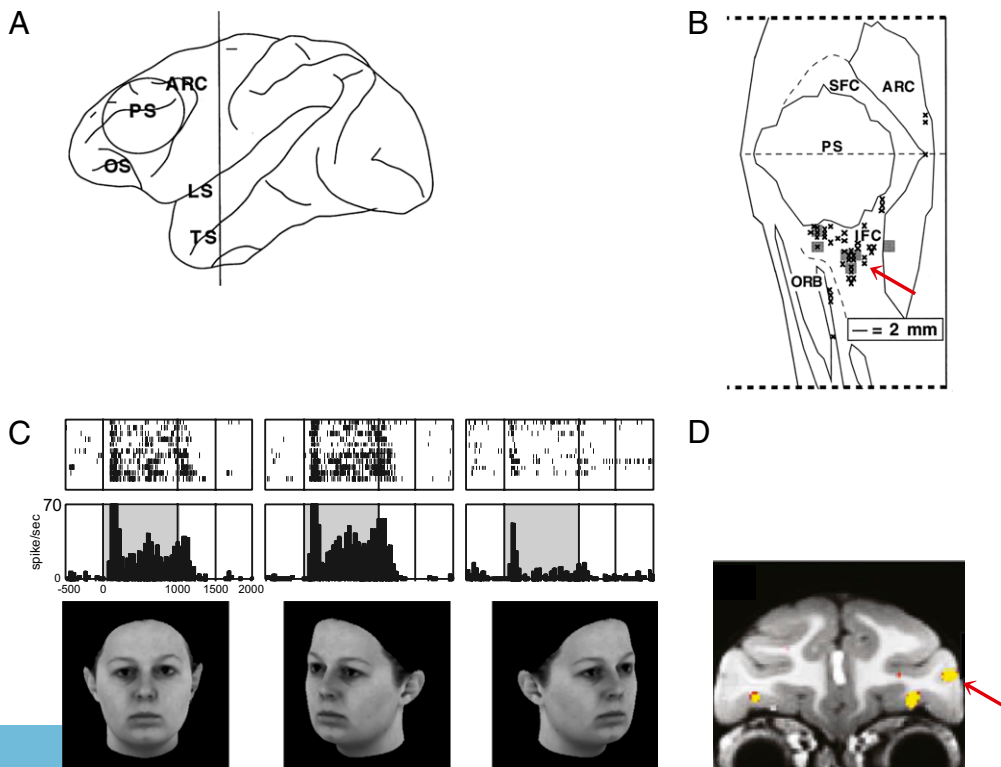 A
ARC
PS
OS
LS
TS
B
SFC
ARC
PS
IFC
ORB
— = 2 mm
C
70
spike/sec
0
-500
0
1000
1500
2000
D